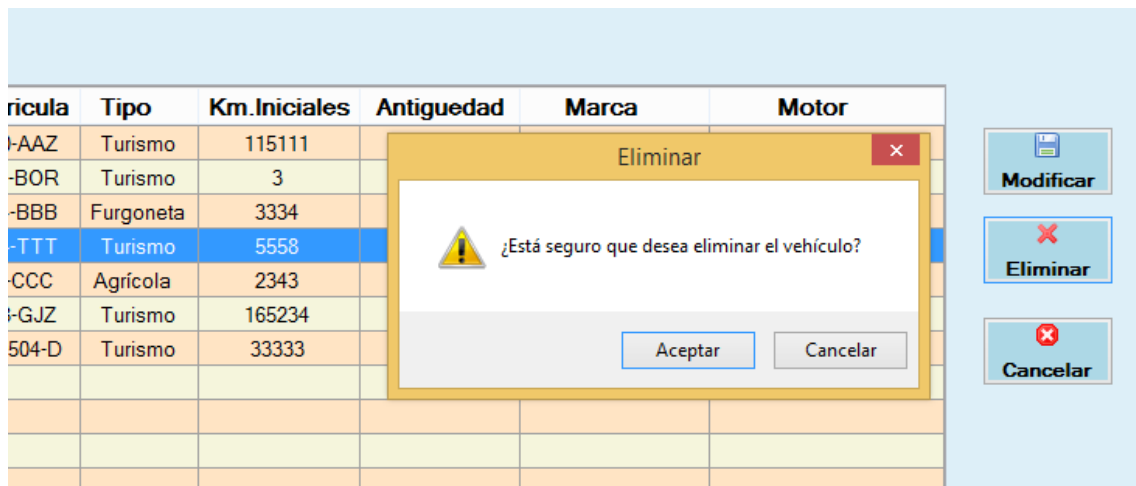 ricula Tipo Km.Iniciales Antiguedad Marca Motor
-AAZ Turismo 115111
-BOR Turismo 3
-BBB Furgoneta 3334
-TTT Turismo 5558
-CCC Agrícola 2343
-GJZ Turismo 165234
504-D Turismo 33333
Eliminar
¿Está seguro que desea eliminar el vehículo?
Aceptar Cancelar
Modificar
Eliminar
Cancelar